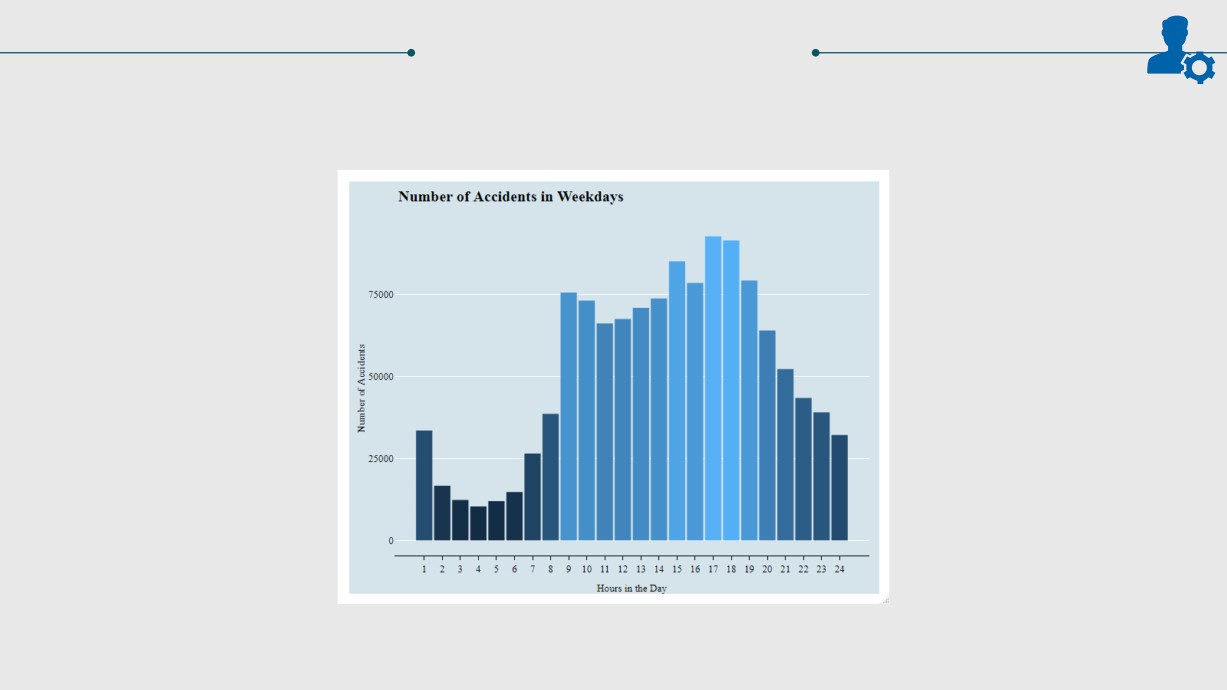 Number of Accidents in Weekdays
75000
50000
25000
0
Number of Accidents
1 2 3 4 5 6 7 8 9 10 11 12 13 14 15 16 17 18 19 20 21 22 23 24
Hours in the Day